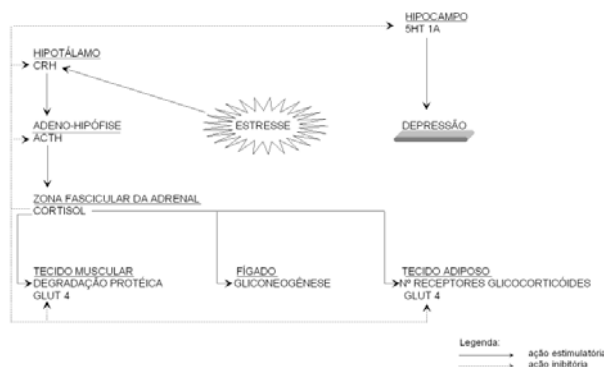 HIPOCAMPO
5HT 1A
HIPOTÁLAMO
CRH
ADENO-HIPÓFISE
ACTH
ESTRESSE
DEPRESSÃO
ZONA FASCICULAR DA ADRENAL
CORTISOL
TECIDO MUSCULAR
DEGRADAÇÃO PROTÉICA
GLUT 4
FÍGADO
GLICONEOGÊNESE
TECIDO ADIPOSO
Nº RECEPTORES GLICOCORTICÓIDES
GLUT 4
Legenda:
ação estimulatória
ação inibitória